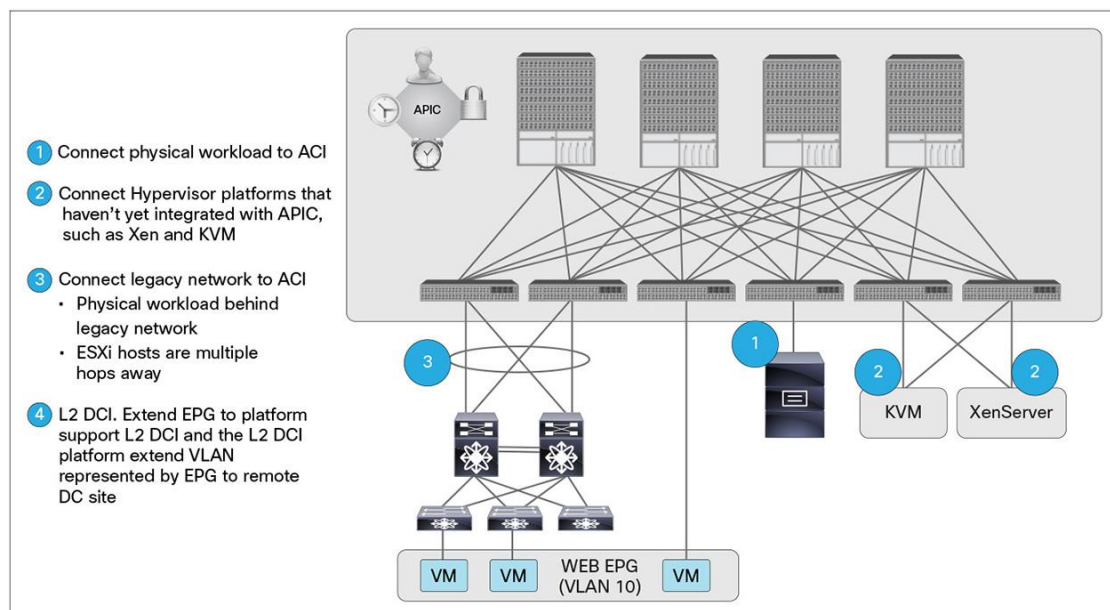 APIC
1 Connect physical workload to ACI
2 Connect Hypervisor platforms that
haven't yet integrated with APIC,
such as Xen and KVM
3 Connect legacy network to ACI
• Physical workload behind
legacy network
• ESXi hosts are multiple
hops away
4 L2 DCI. Extend EPG to platform
support L2 DCI and the L2 DCI
platform extend VLAN
represented by EPG to remote
DC site
3
1
2
2
KVM
XenServer
VM
VM
WEB EPG
(VLAN 10)
VM